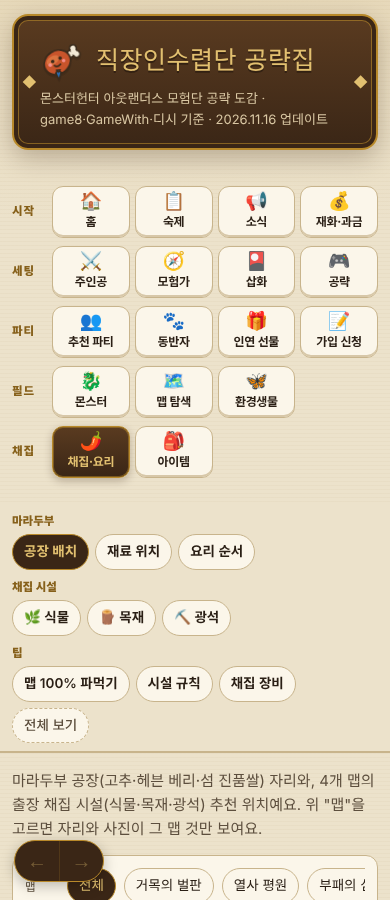 직장인수렵단 공략집
몬스터헌터 아웃랜더스 모험단 공략 도감 ·
game8·GameWith·디시 기준 · 2026.11.16 업데이트
시작
홈
숙제
소식
재화·과금
세팅
주인공
모험가
삽화
공략
파티
추천 파티
동반자
인연 선물
가입 신청
필드
몬스터
맵 탐색
환경생물
채집
채집·요리
아이템
마라두부
공장 배치
재료 위치
요리 순서
채집 시설
식물
목재
광석
팁
맵 100% 파먹기
시설 규칙
채집 장비
전체 보기
마라두부 공장(고추·헤븐 베리·섬 진품쌀) 자리와, 4개 맵의
출장 채집 시설(식물·목재·광석) 추천 위치예요. 위 "맵"을
고르면 자리와 사진이 그 맵 것만 보여요.
← →
맵
전체
거목의 벌판
열사 평원
부패의